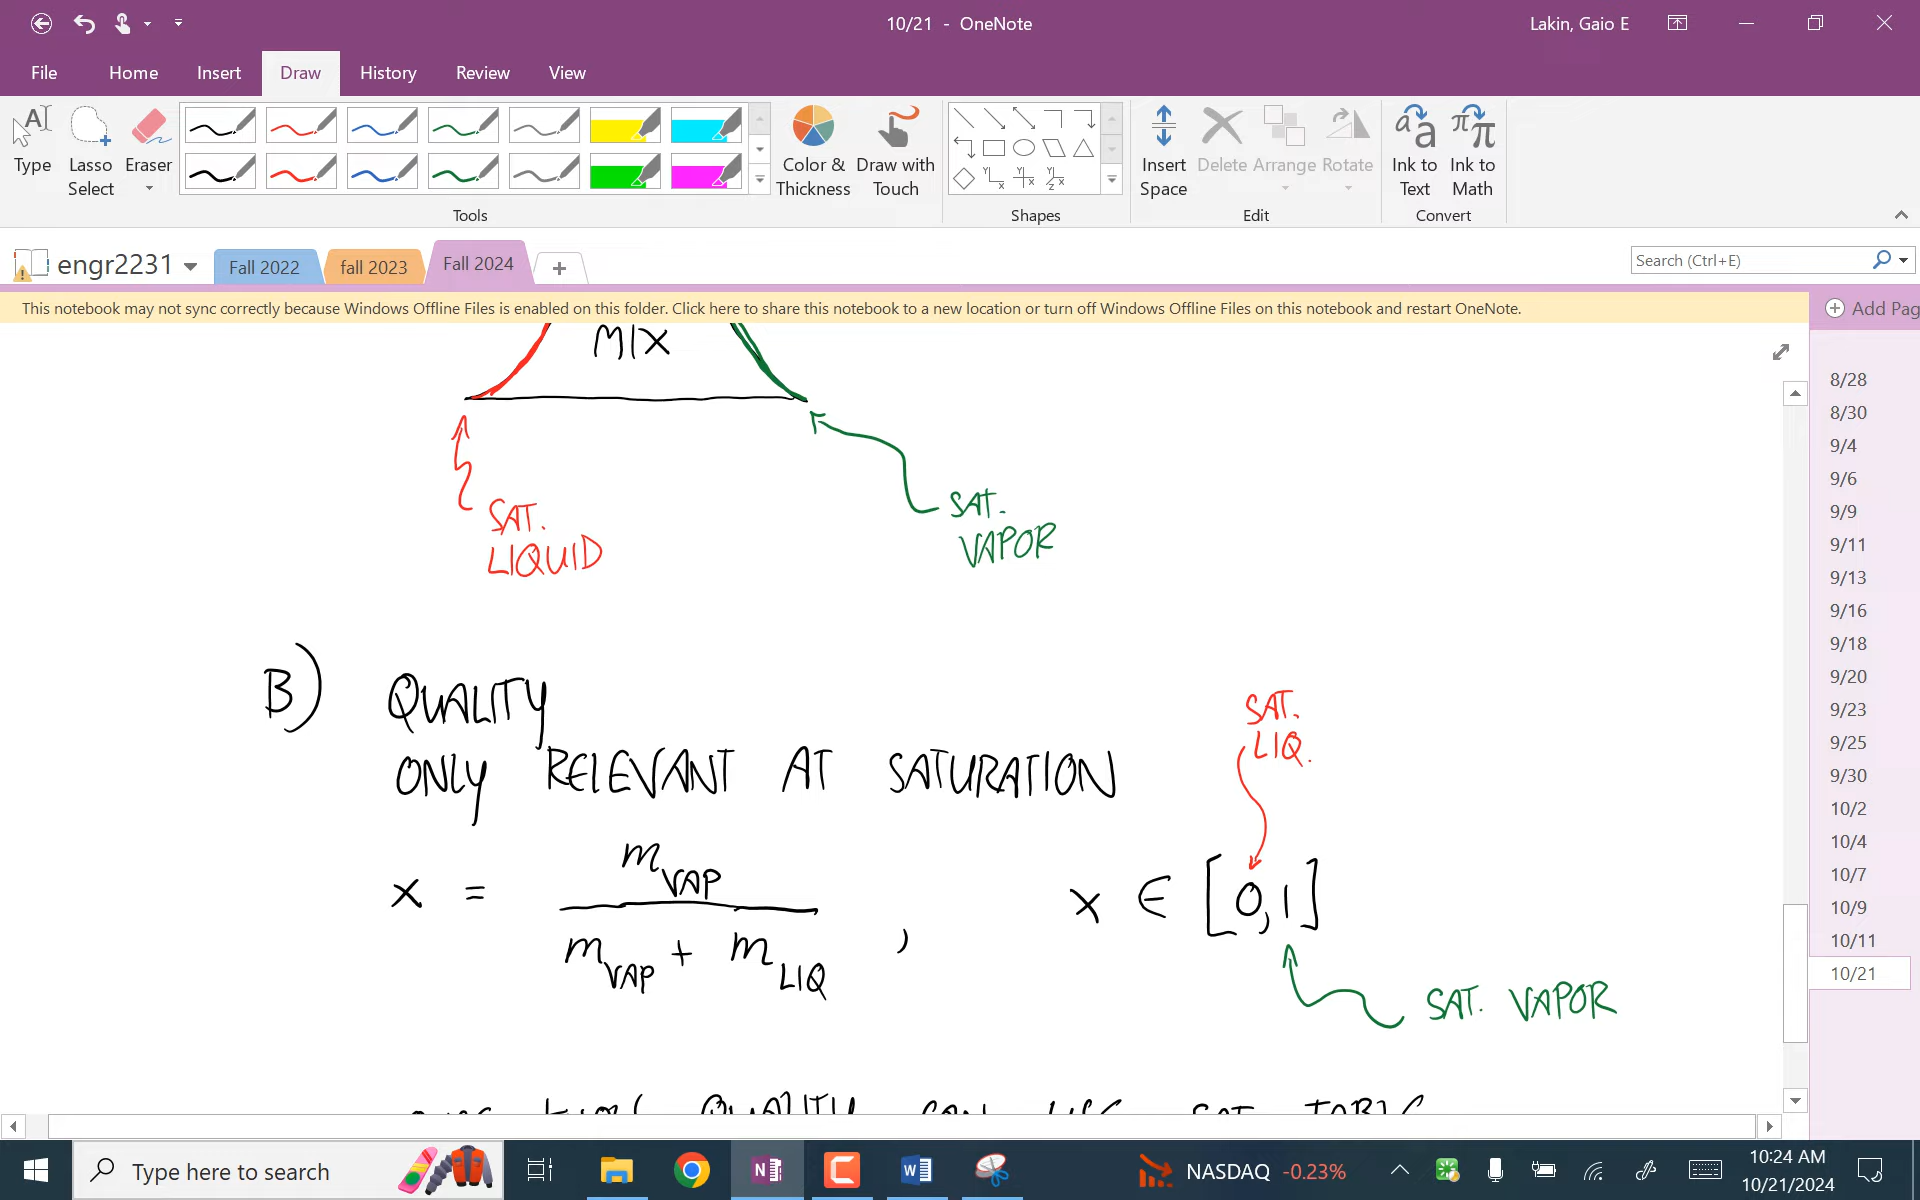 10/21 - OneNote
Lakin, Gaio E
File Home Insert Draw History Review View
Type
Lasso Select
Eraser
Color & Thickness
Draw with Touch
Insert Space
Delete
Arrange
Rotate
Ink to Text
Ink to Math
Tools
Shapes
Edit
Convert
engr2231
Fall 2022
fall 2023
Fall 2024
Search (Ctrl+E)
This notebook may not sync correctly because Windows Offline Files is enabled on this folder. Click here to share this notebook to a new location or turn off Windows Offline Files on this notebook and restart OneNote.
Add Pag
MIX
SAT.
LIQUID
SAT.
VAPOR
B) QUALITY
ONLY RELEVANT AT SATURATION
SAT.
LIQ.
x = m_VAP / (m_VAP + m_LIQ) , x ∈ [0,1]
SAT. VAPOR
8/28
8/30
9/4
9/6
9/9
9/11
9/13
9/16
9/18
9/20
9/23
9/25
9/30
10/2
10/4
10/7
10/9
10/11
10/21
Type here to search
NASDAQ -0.23%
10:24 AM
10/21/2024